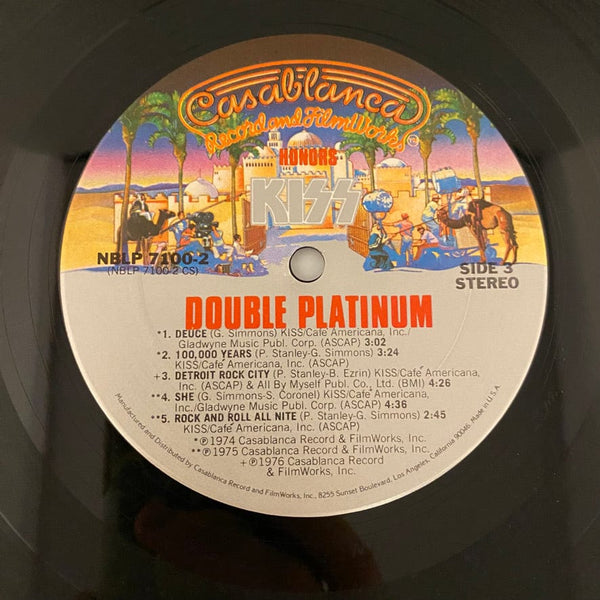 Casablanca
Record and FilmWorks ©
HONORS
KISS
NBLP 7100-2
(NBLP 7100-2 CS)
SIDE 3
STEREO
DOUBLE PLATINUM
*1. DEUCE (G. Simmons) KISS/Café Americana, Inc./
Gladwyne Music Publ. Corp. (ASCAP) 3:02
*2. 100,000 YEARS (P. Stanley-G. Simmons) 3:24
KISS/Café Americana, Inc. (ASCAP)
+3. DETROIT ROCK CITY (P. Stanley-B. Ezrin) KISS/Café Americana,
Inc. (ASCAP) & All By Myself Publ. Co., Ltd. (BMI) 4:26
**4. SHE (G. Simmons-S. Coronel) KISS/Café Americana,
Inc./Gladwyne Music Publ. Corp. (ASCAP) 4:36
**5. ROCK AND ROLL ALL NITE (P. Stanley-G. Simmons) 2:45
KISS/Café Americana, Inc. (ASCAP)
*℗1974 Casablanca Record & FilmWorks, Inc.
**℗1975 Casablanca Record & FilmWorks, Inc.
+℗1976 Casablanca Record
& FilmWorks, Inc.
Manufactured and Distributed by Casablanca Record and FilmWorks, Inc., 8255 Sunset Boulevard, Los Angeles, California 90046. Made in U.S.A.